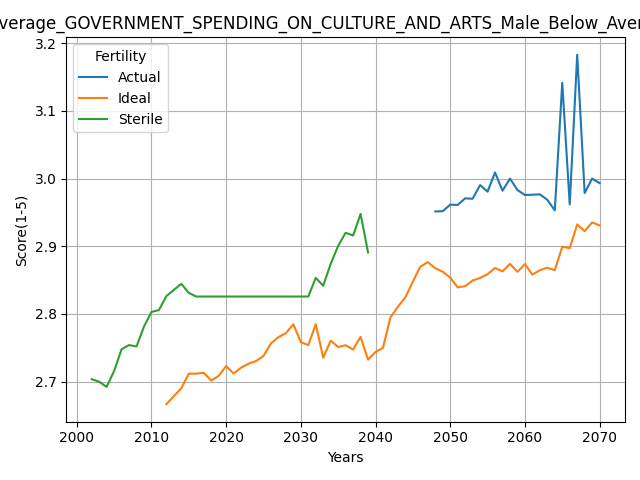 verage_GOVERNMENT_SPENDING_ON_CULTURE_AND_ARTS_Male_Below_Aver
Fertility
Actual
Ideal
Sterile
Score(1-5)
3.2
3.1
3.0
2.9
2.8
2.7
2000 2010 2020 2030 2040 2050 2060 2070
Years